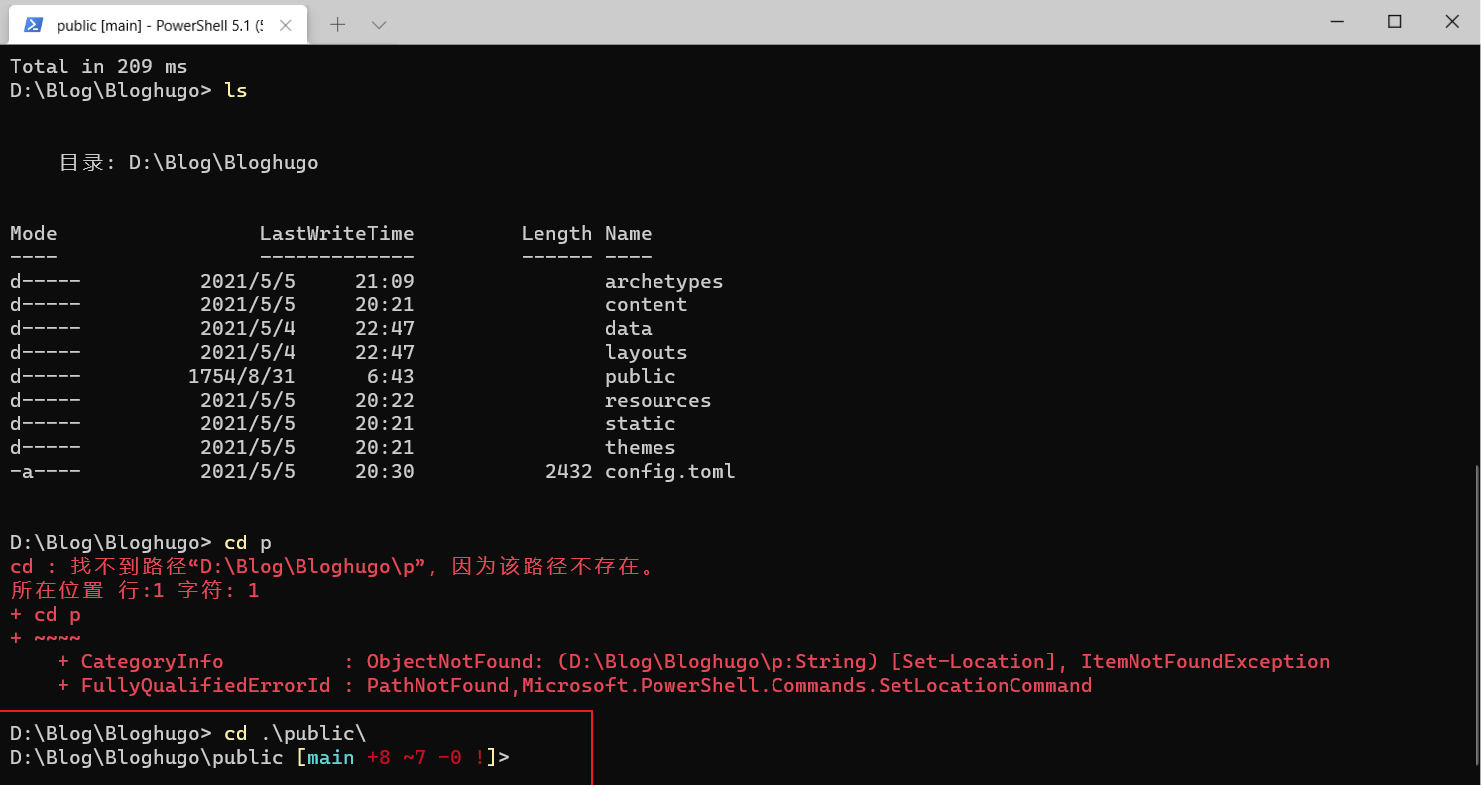 public [main] - PowerShell 5.1 (5
Total in 209 ms
D:\Blog\Bloghugo> ls
目录: D:\Blog\Bloghugo
Mode                 LastWriteTime         Length Name
----                 -------------         ------ ----
d-----          2021/5/5     21:09                archetypes
d-----          2021/5/5     20:21                content
d-----          2021/5/4     22:47                data
d-----          2021/5/4     22:47                layouts
d-----         1754/8/31      6:43                public
d-----          2021/5/5     20:22                resources
d-----          2021/5/5     20:21                static
d-----          2021/5/5     20:21                themes
-a----          2021/5/5     20:30           2432 config.toml
D:\Blog\Bloghugo> cd p
cd : 找不到路径“D:\Blog\Bloghugo\p”，因为该路径不存在。
所在位置 行:1 字符: 1
+ cd p
+ ~~~~
+ CategoryInfo          : ObjectNotFound: (D:\Blog\Bloghugo\p:String) [Set-Location], ItemNotFoundException
+ FullyQualifiedErrorId : PathNotFound,Microsoft.PowerShell.Commands.SetLocationCommand
D:\Blog\Bloghugo> cd .\public\
D:\Blog\Bloghugo\public [main +8 ~7 -0 !]>